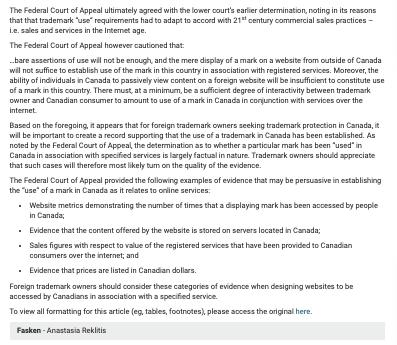 The Federal Court of Appeal ultimately agreed with the lower court's earlier determination, noting in its reasons
that that trademark "use" requirements had to adapt to accord with 21st century commercial sales practices –
i.e. sales and services in the Internet age.
The Federal Court of Appeal however cautioned that:
...bare assertions of use will not be enough, and the mere display of a mark on a website from outside of Canada
will not suffice to establish use of the mark in this country in association with registered services. Moreover, the
ability of individuals in Canada to passively view content on a foreign website will be insufficient to constitute use
of a mark in this country. There must, at a minimum, be a sufficient degree of interactivity between trademark
owner and Canadian consumer to amount to use of a mark in Canada in conjunction with services over the
internet.
Based on the foregoing, it appears that for foreign trademark owners seeking trademark protection in Canada, it
will be important to create a record supporting that the use of a trademark in Canada has been established. As
noted by the Federal Court of Appeal, the determination as to whether a particular mark has been "used" in
Canada in association with specified services is largely factual in nature. Trademark owners should appreciate
that such cases will therefore most likely turn on the quality of the evidence.
The Federal Court of Appeal provided the following examples of evidence that may be persuasive in establishing
the "use" of a mark in Canada as it relates to online services:
• Website metrics demonstrating the number of times that a displaying mark has been accessed by people
in Canada;
• Evidence that the content offered by the website is stored on servers located in Canada;
• Sales figures with respect to value of the registered services that have been provided to Canadian
consumers over the internet; and
• Evidence that prices are listed in Canadian dollars.
Foreign trademark owners should consider these categories of evidence when designing websites to be
accessed by Canadians in association with a specified service.
To view all formatting for this article (eg, tables, footnotes), please access the original here.
Fasken - Anastasia Reklitis